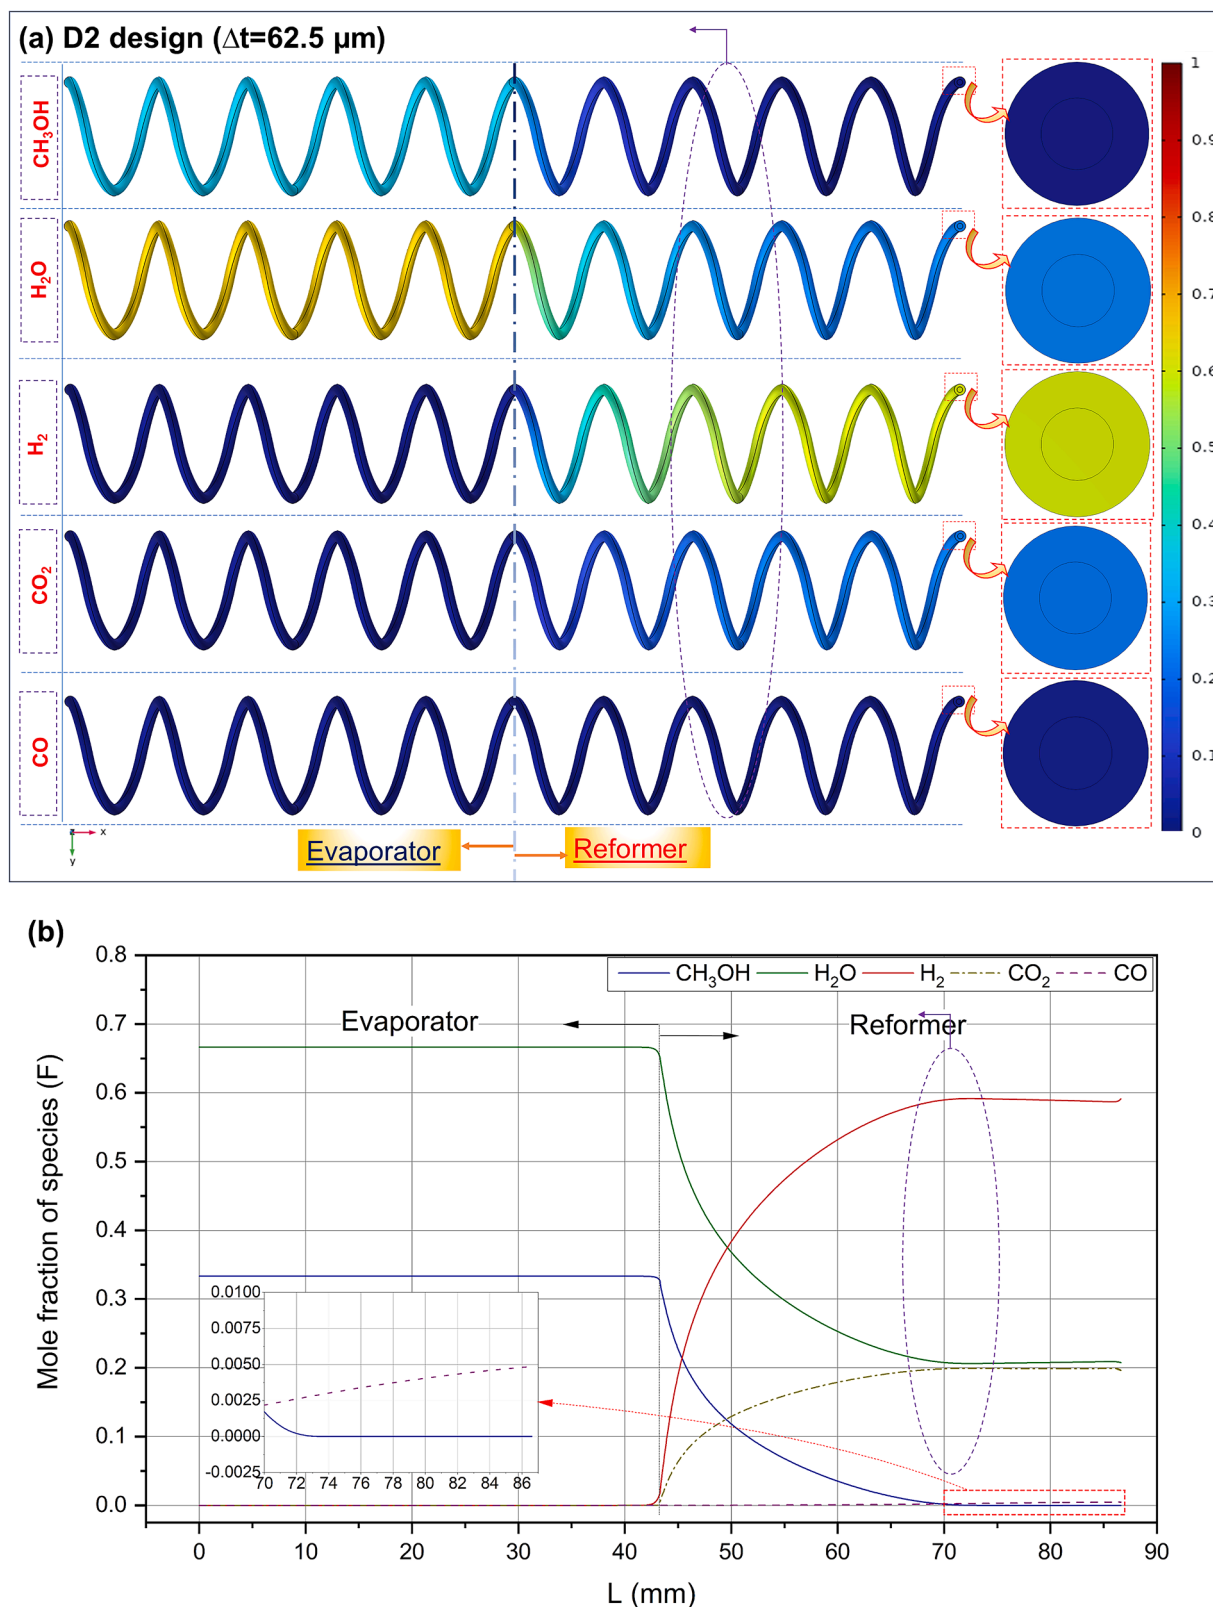 (a) D2 design (Δt=62.5 μm)
CH3OH
H2O
H2
CO2
CO
1
0.9
0.8
0.7
0.6
0.5
0.4
0.3
0.2
0.1
0
x
y
Evaporator
Reformer
(b)
CH3OH H2O H2 CO2 CO
Evaporator
Reformer
Mole fraction of species (F)
0.8
0.7
0.6
0.5
0.4
0.3
0.2
0.1
0.0
0.0100
0.0075
0.0050
0.0025
0.0000
-0.0025
70 72 74 76 78 80 82 84 86
0 10 20 30 40 50 60 70 80 90
L (mm)